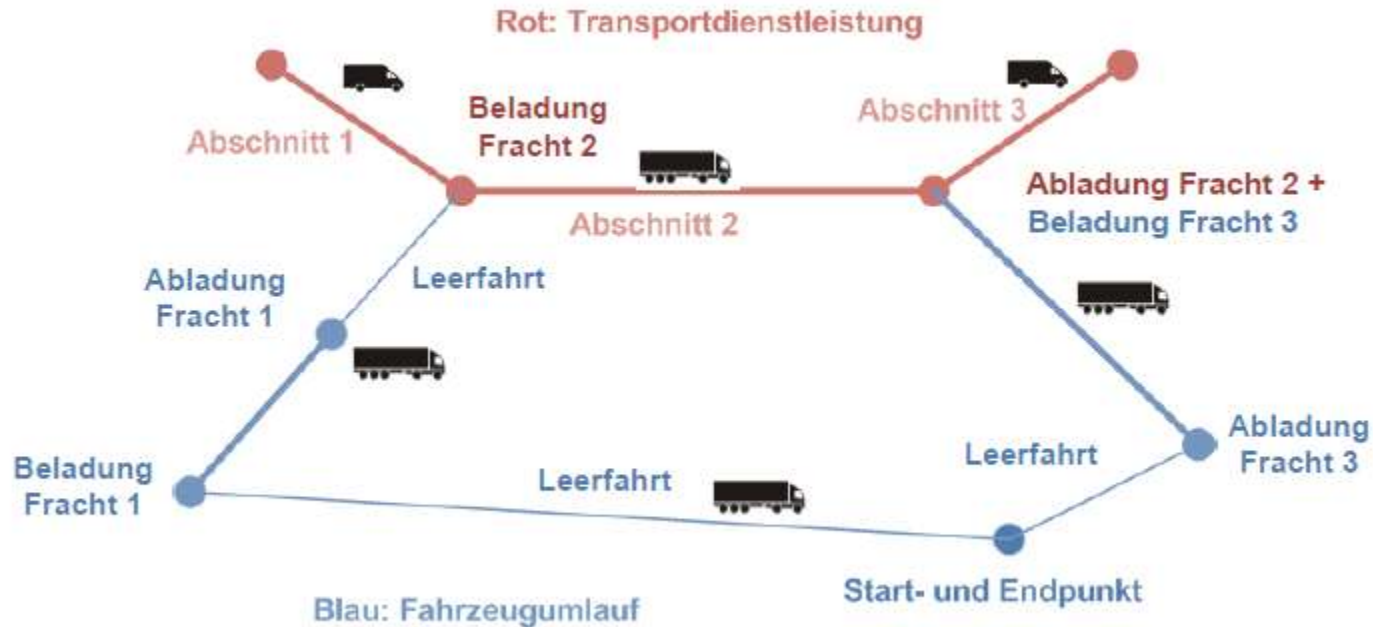 Rot: Transportdienstleistung
Abschnitt 1
Beladung
Fracht 2
Abschnitt 3
Abschnitt 2
Abladung Fracht 2 +
Beladung Fracht 3
Abladung
Fracht 1
Leerfahrt
Beladung
Fracht 1
Leerfahrt
Leerfahrt
Abladung
Fracht 3
Start- und Endpunkt
Blau: Fahrzeugumlauf